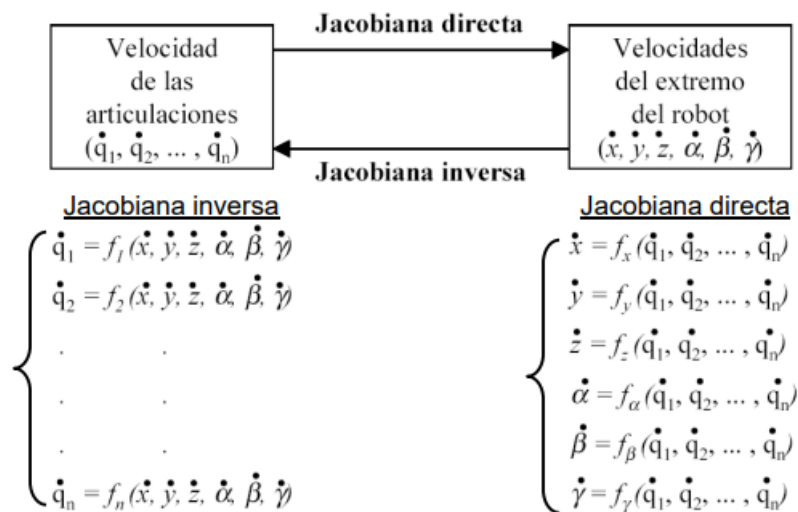 Jacobiana directa
Velocidad
de las
articulaciones
(q̇₁, q̇₂, ... , q̇ₙ)
Velocidades
del extremo
del robot
(ẋ, ẏ, ż, α̇, β̇, γ̇)
Jacobiana inversa
Jacobiana inversa
q̇₁ = f₁(ẋ, ẏ, ż, α̇, β̇, γ̇)
q̇₂ = f₂(ẋ, ẏ, ż, α̇, β̇, γ̇)
. .
. .
. .
q̇ₙ = fₙ(ẋ, ẏ, ż, α̇, β̇, γ̇)
Jacobiana directa
ẋ = fₓ(q̇₁, q̇₂, ... , q̇ₙ)
ẏ = f_y(q̇₁, q̇₂, ... , q̇ₙ)
ż = f_z(q̇₁, q̇₂, ... , q̇ₙ)
α̇ = f_α(q̇₁, q̇₂, ... , q̇ₙ)
β̇ = f_β(q̇₁, q̇₂, ... , q̇ₙ)
γ̇ = f_γ(q̇₁, q̇₂, ... , q̇ₙ)